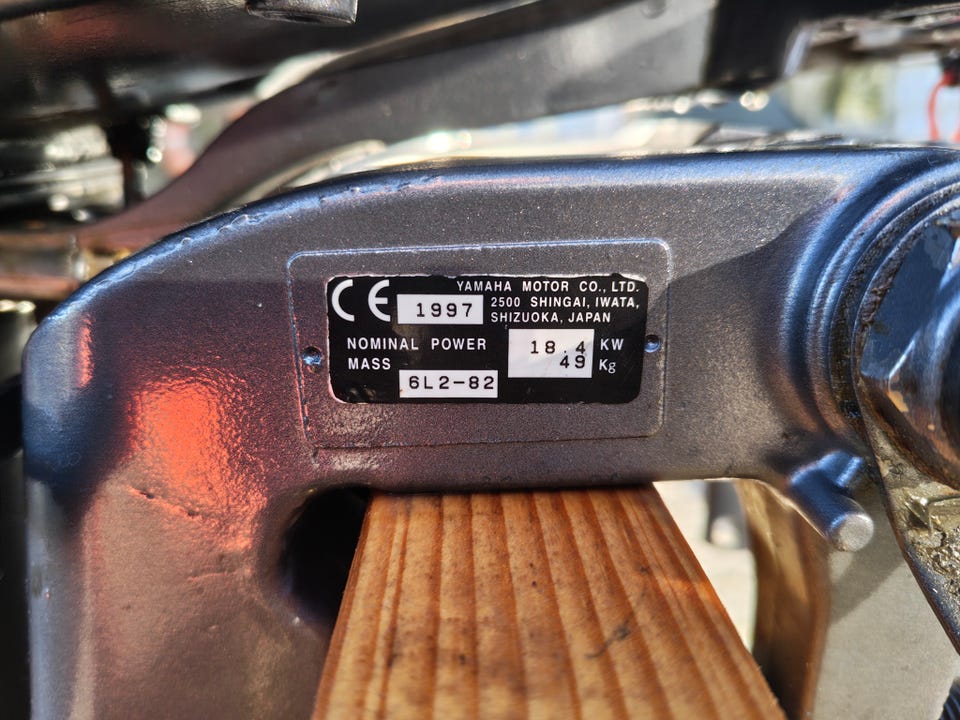 CE 1997 YAMAHA MOTOR CO., LTD.
2500 SHINGAI, IWATA,
SHIZUOKA, JAPAN
NOMINAL POWER 18.4 KW
MASS 49 Kg
6L2-82